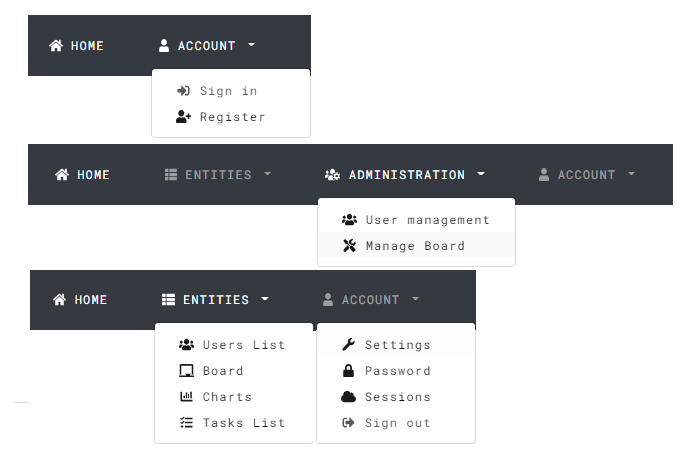 HOME ACCOUNT
Sign in
Register
HOME ENTITIES ADMINISTRATION ACCOUNT
User management
Manage Board
HOME ENTITIES ACCOUNT
Users List
Board
Charts
Tasks List
Settings
Password
Sessions
Sign out